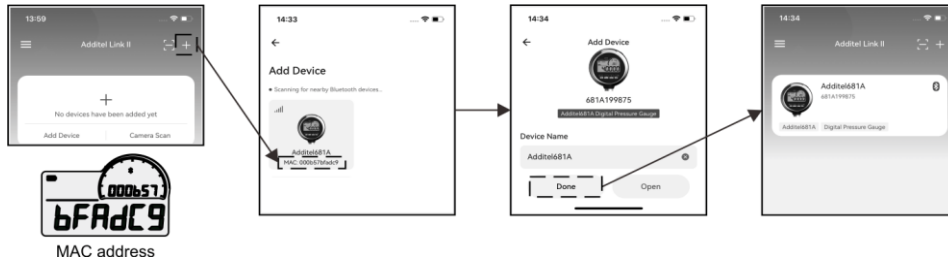 13:59
Additel Link II
No devices have been added yet
Add Device
Camera Scan
000b57
bFAdC9
MAC address
14:33
Add Device
Scanning for nearby Bluetooth devices...
Additel681A
MAC: 000b57bfadc9
14:34
Add Device
681A199875
Additel681A Digital Pressure Gauge
Device Name
Additel681A
Done
Open
14:34
Additel Link II
Additel681A
681A199875
Additel681A
Digital Pressure Gauge